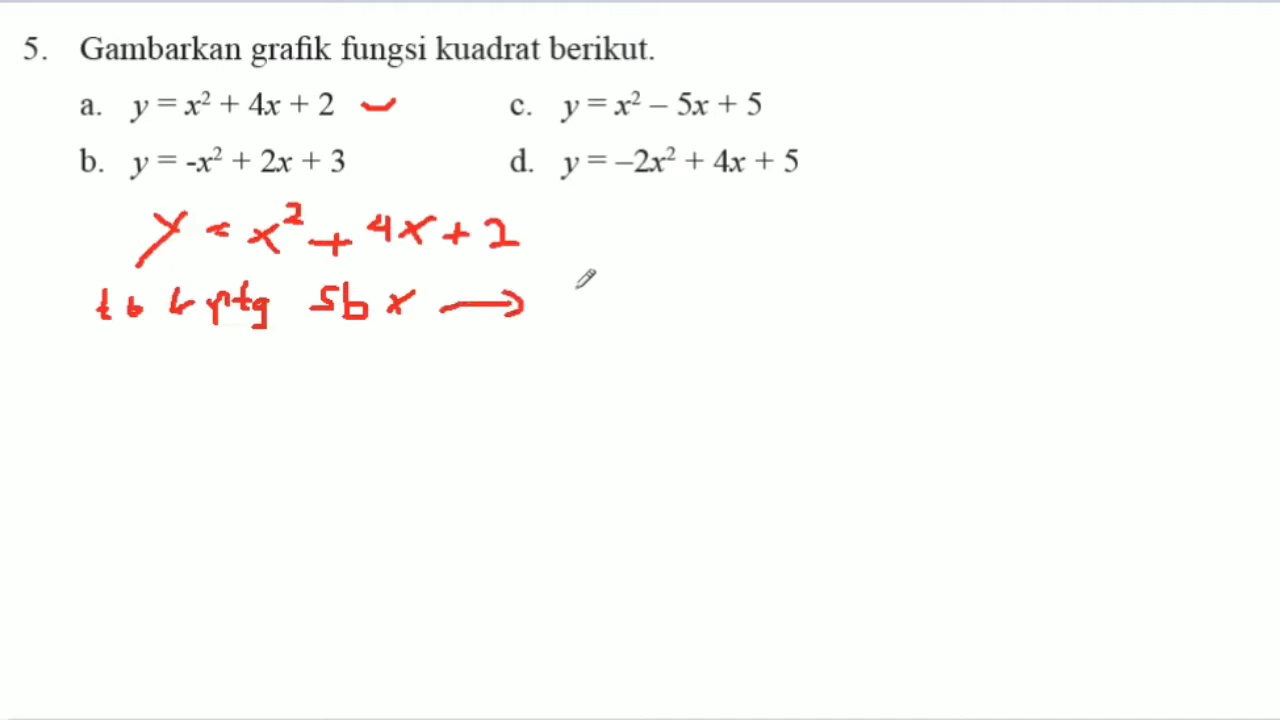 5. Gambarkan grafik fungsi kuadrat berikut.
a. y = x² + 4x + 2
c. y = x² – 5x + 5
b. y = -x² + 2x + 3
d. y = –2x² + 4x + 5
y = x² + 4x + 2
ptg sb x →